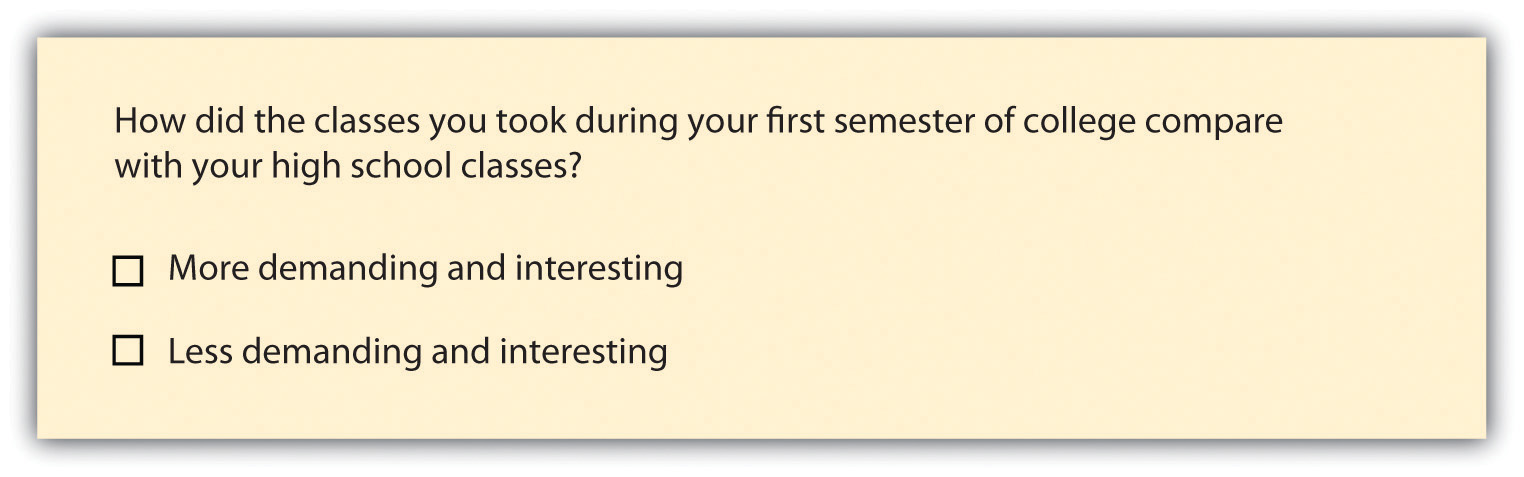 How did the classes you took during your first semester of college compare
with your high school classes?
More demanding and interesting
Less demanding and interesting